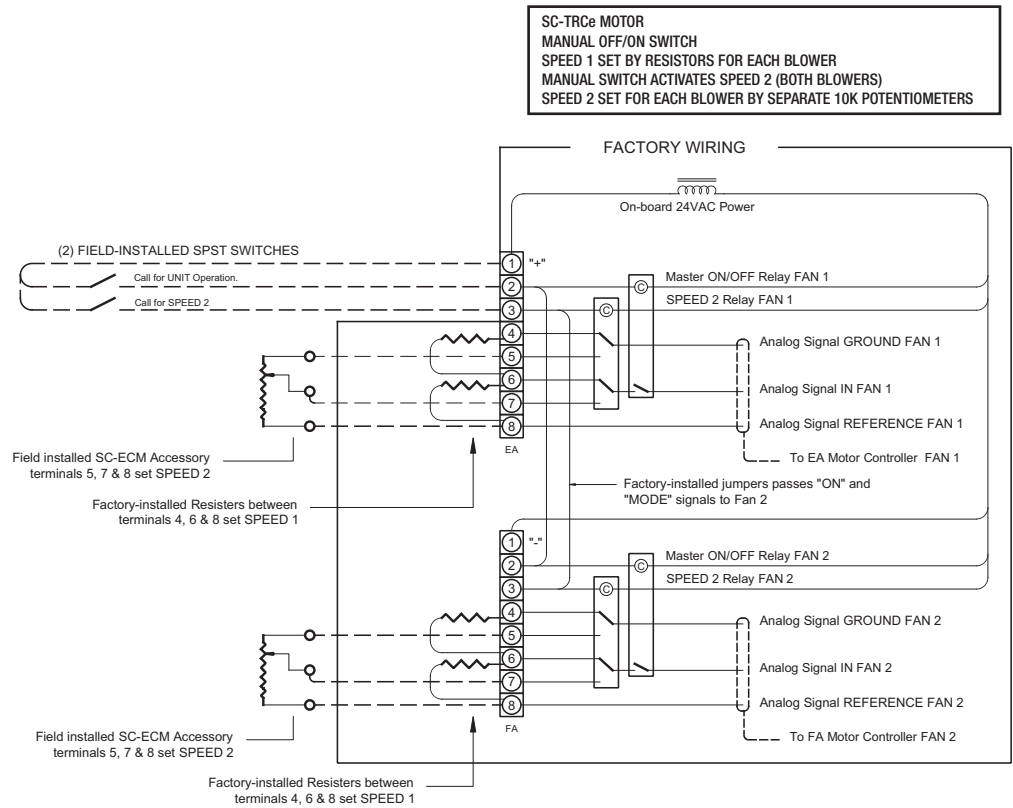 SC-TRCe MOTOR
MANUAL OFF/ON SWITCH
SPEED 1 SET BY RESISTORS FOR EACH BLOWER
MANUAL SWITCH ACTIVATES SPEED 2 (BOTH BLOWERS)
SPEED 2 SET FOR EACH BLOWER BY SEPARATE 10K POTENTIOMETERS
FACTORY WIRING
On-board 24VAC Power
(2) FIELD-INSTALLED SPST SWITCHES
Call for UNIT Operation.
Call for SPEED 2
1 "+"
2
3
4
5
6
7
8
EA
C
C
Master ON/OFF Relay FAN 1
SPEED 2 Relay FAN 1
Analog Signal GROUND FAN 1
Analog Signal IN FAN 1
Analog Signal REFERENCE FAN 1
To EA Motor Controller FAN 1
Field installed SC-ECM Accessory
terminals 5, 7 & 8 set SPEED 2
Factory-installed Resisters between
terminals 4, 6 & 8 set SPEED 1
Factory-installed jumpers passes "ON" and
"MODE" signals to Fan 2
1 "-"
2
3
4
5
6
7
8
FA
C
C
Master ON/OFF Relay FAN 2
SPEED 2 Relay FAN 2
Analog Signal GROUND FAN 2
Analog Signal IN FAN 2
Analog Signal REFERENCE FAN 2
To FA Motor Controller FAN 2
Field installed SC-ECM Accessory
terminals 5, 7 & 8 set SPEED 2
Factory-installed Resisters between
terminals 4, 6 & 8 set SPEED 1